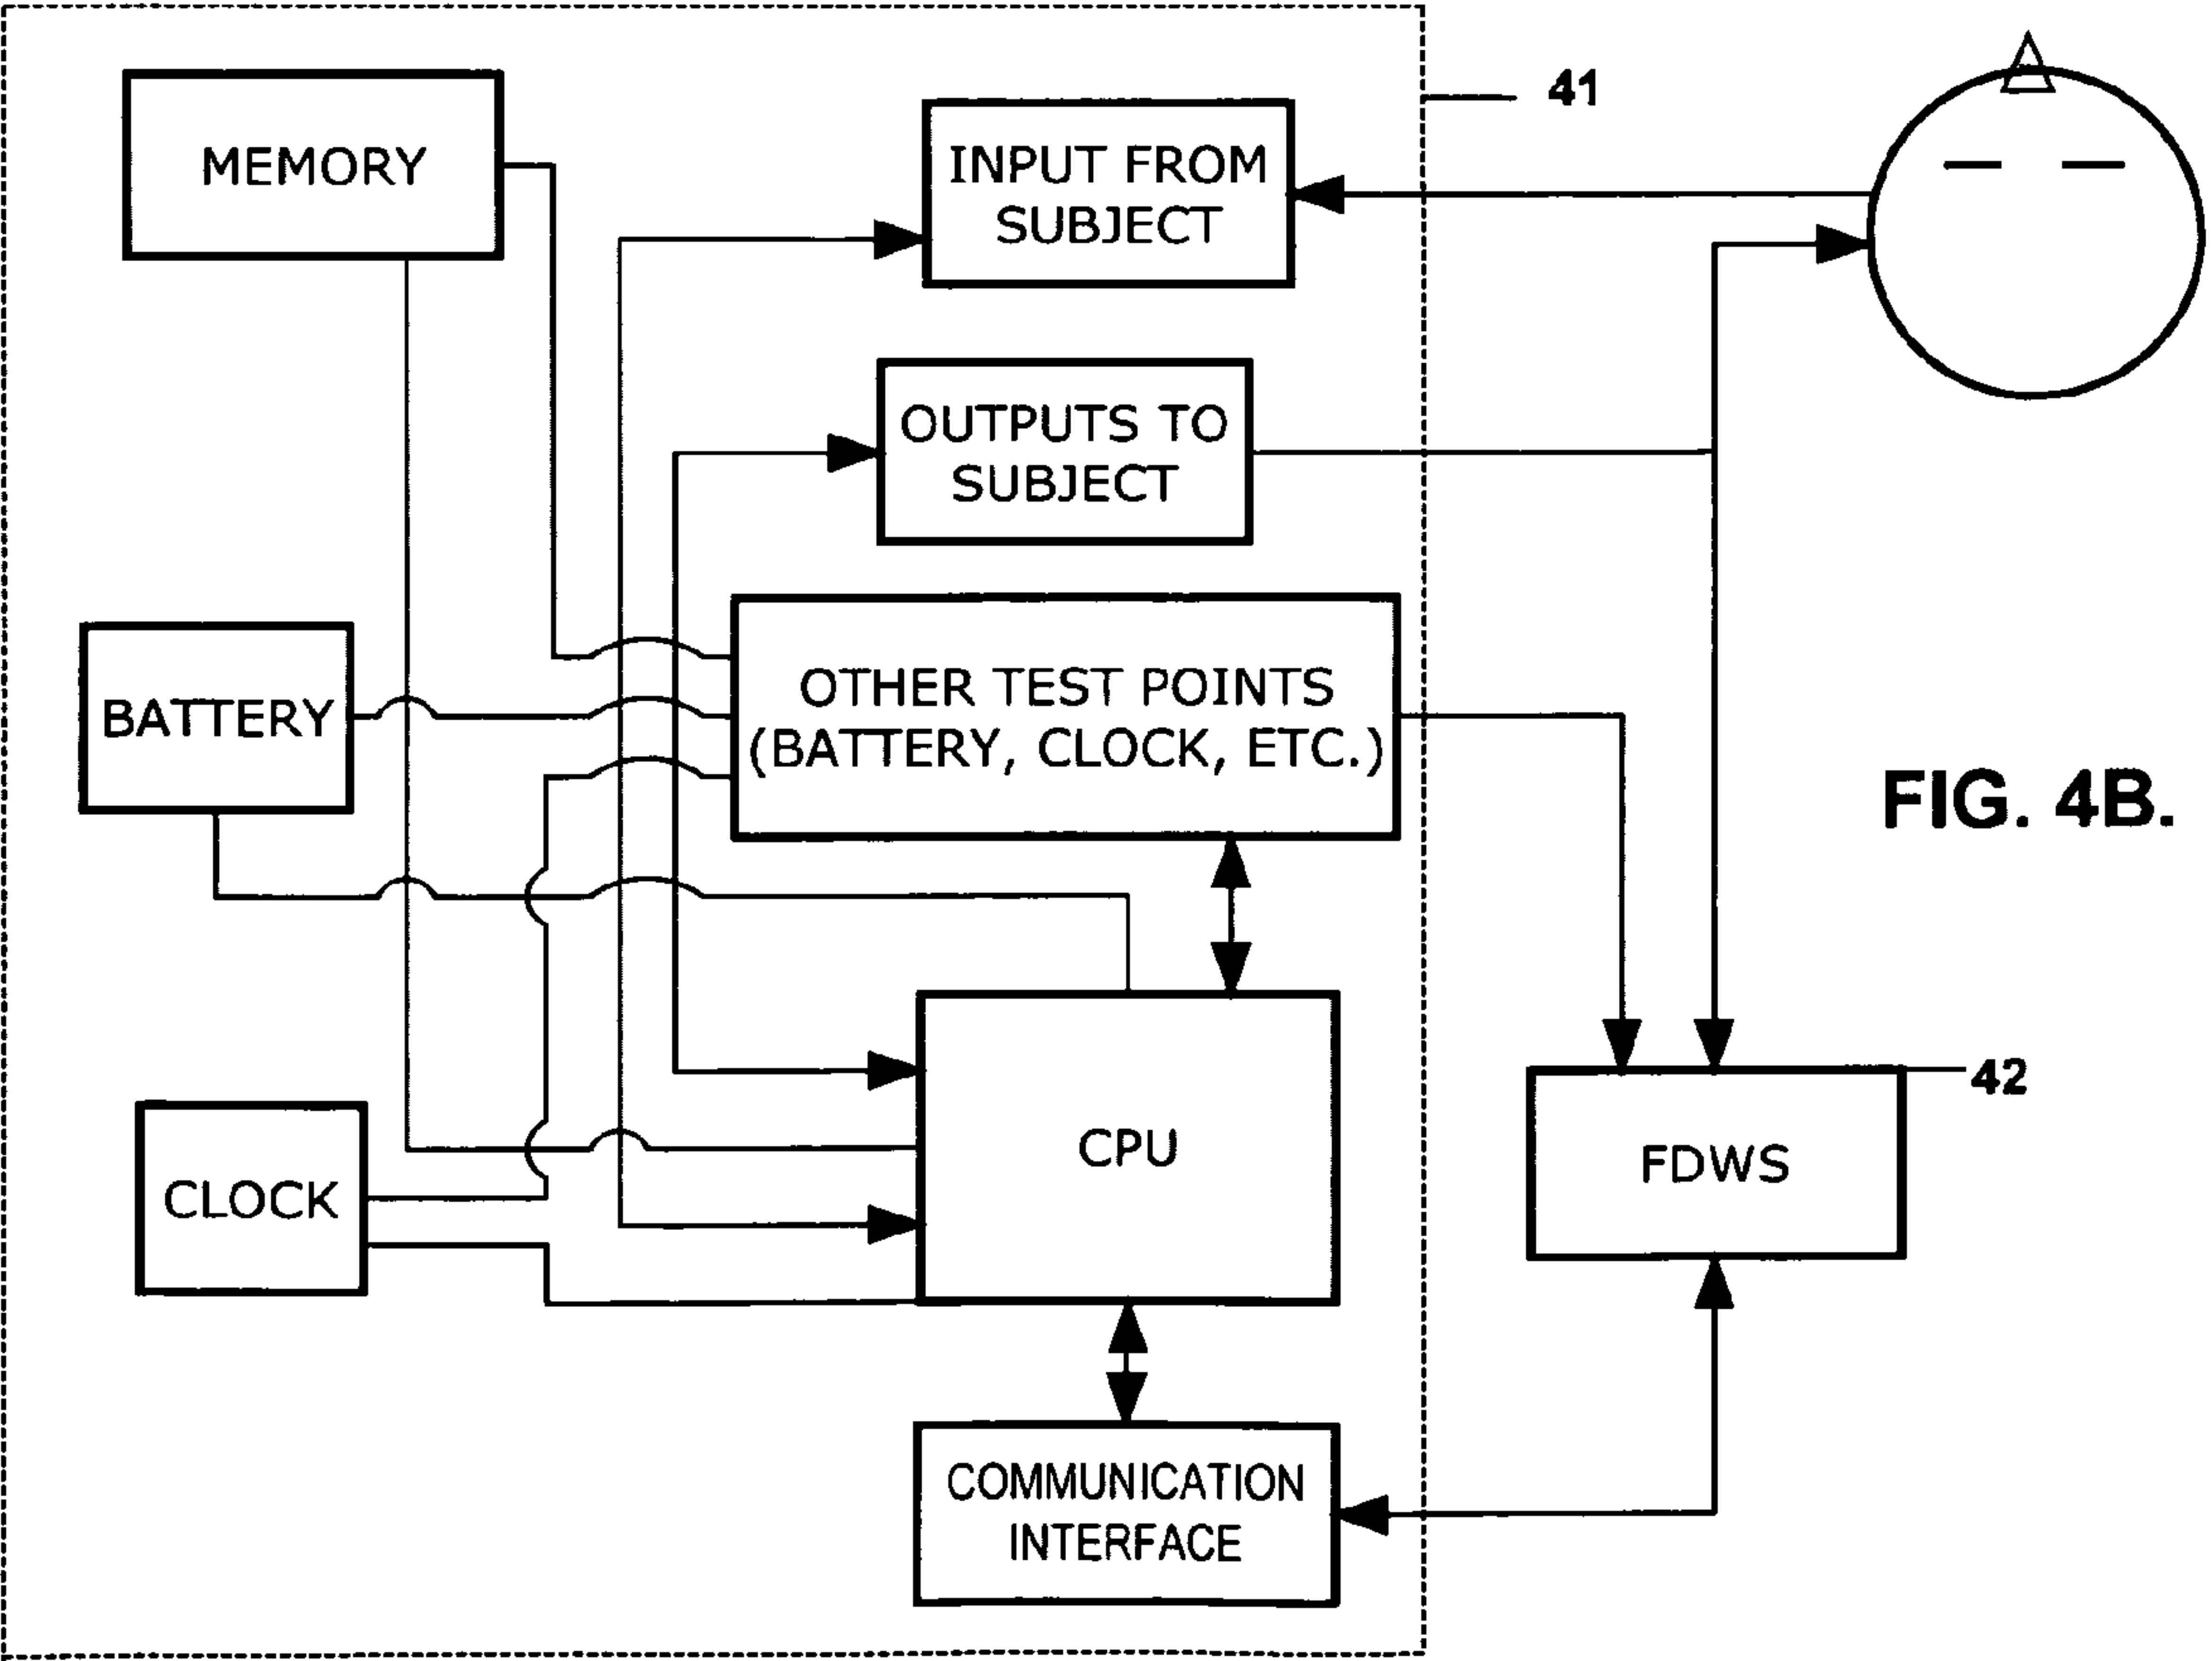 41
MEMORY
INPUT FROM
SUBJECT
OUTPUTS TO
SUBJECT
BATTERY
OTHER TEST POINTS
(BATTERY, CLOCK, ETC.)
FIG. 4B.
42
CLOCK
CPU
FDWS
COMMUNICATION
INTERFACE